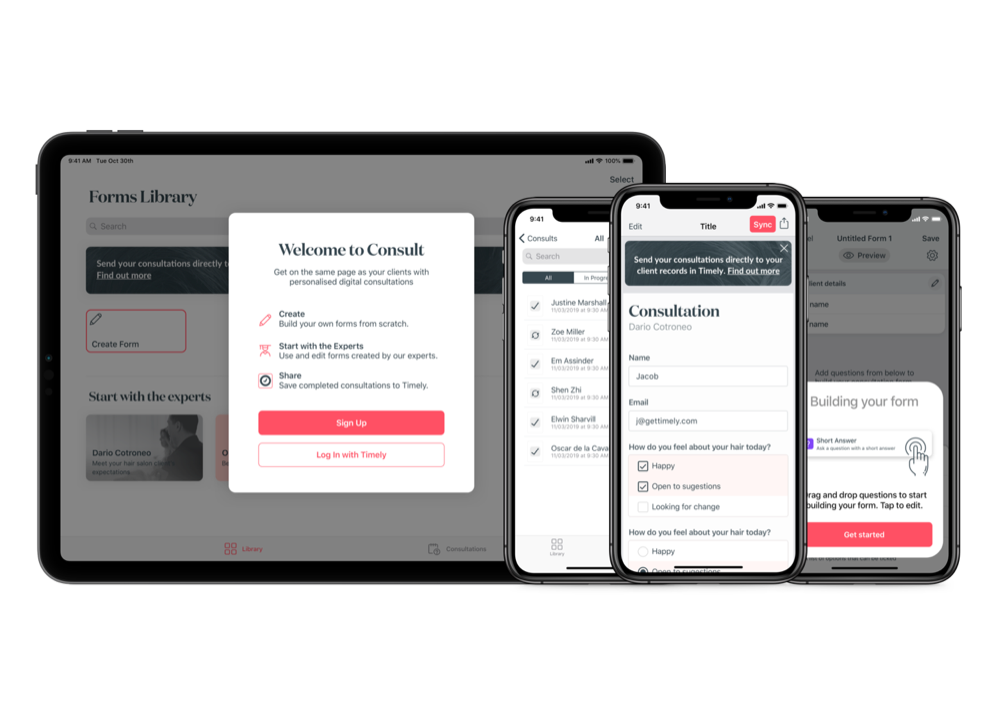 9:41 AM Tue Oct 30th
100%
Select
Forms Library
Search
Send your consultations directly t
Find out more
Create Form
Start with the experts
Dario Cotroneo
Meet your hair salon
expectations
Library
Consultations
Welcome to Consult
Get on the same page as your clients with
personalised digital consultations
Create
Build your own forms from scratch.
Start with the Experts
Use and edit forms created by our experts.
Share
Save completed consultations to Timely.
Sign Up
Log In with Timely
9:41
Consults
All
Search
All
In Progre
Justine Marshall
11/03/2019 at 9:30 AM
Zoe Miller
11/03/2019 at 9:30 AM
Em Assinder
11/03/2019 at 9:30 AM
Shen Zhi
11/03/2019 at 9:30 AM
Elwin Sharvill
11/03/2019 at 9:30 AM
Oscar de la Cava
11/03/2019 at 9:30 AM
Library
9:41
Edit
Title
Sync
Send your consultations directly to your
client records in Timely. Find out more
Consultation
Dario Cotroneo
Name
Jacob
Email
j@gettimely.com
How do you feel about your hair today?
Happy
Open to sugestions
Looking for change
How do you feel about your hair today?
Happy
Open to sugestions
Untitled Form 1
Save
Preview
lient details
name
name
Add questions from below to
Building your form
Short Answer
Ask a question with a short answer
rag and drop questions to start
building your form. Tap to edit.
Get started